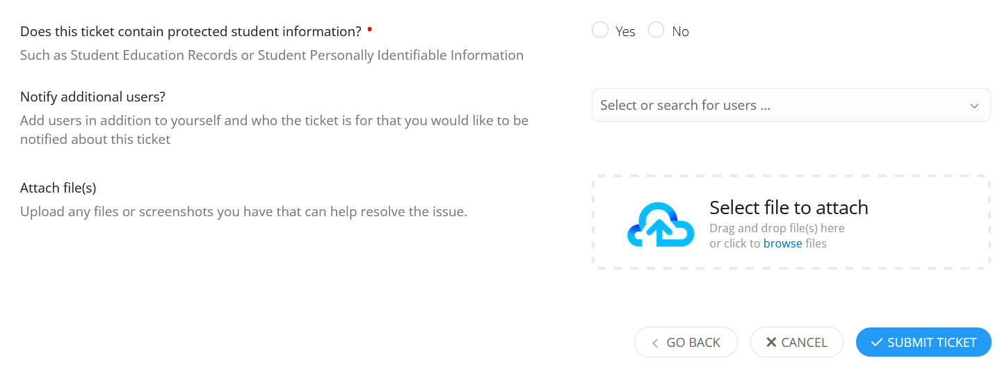 Does this ticket contain protected student information? •
Yes No
Such as Student Education Records or Student Personally Identifiable Information
Notify additional users?
Select or search for users ...
Add users in addition to yourself and who the ticket is for that you would like to be
notified about this ticket
Attach file(s)
Upload any files or screenshots you have that can help resolve the issue.
Select file to attach
Drag and drop file(s) here
or click to browse files
GO BACK
CANCEL
SUBMIT TICKET